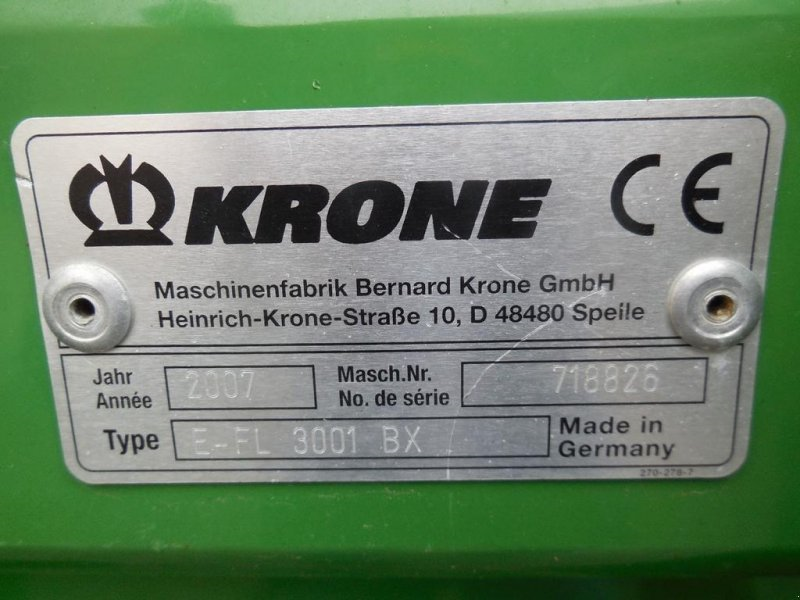 KRONE CE
Maschinenfabrik Bernard Krone GmbH
Heinrich-Krone-Straße 10, D 48480 Speile
Jahr 2007 Masch.Nr. 718826
Année No. de série
Type E-FL 3001 BX Made in
Germany
270-278-7